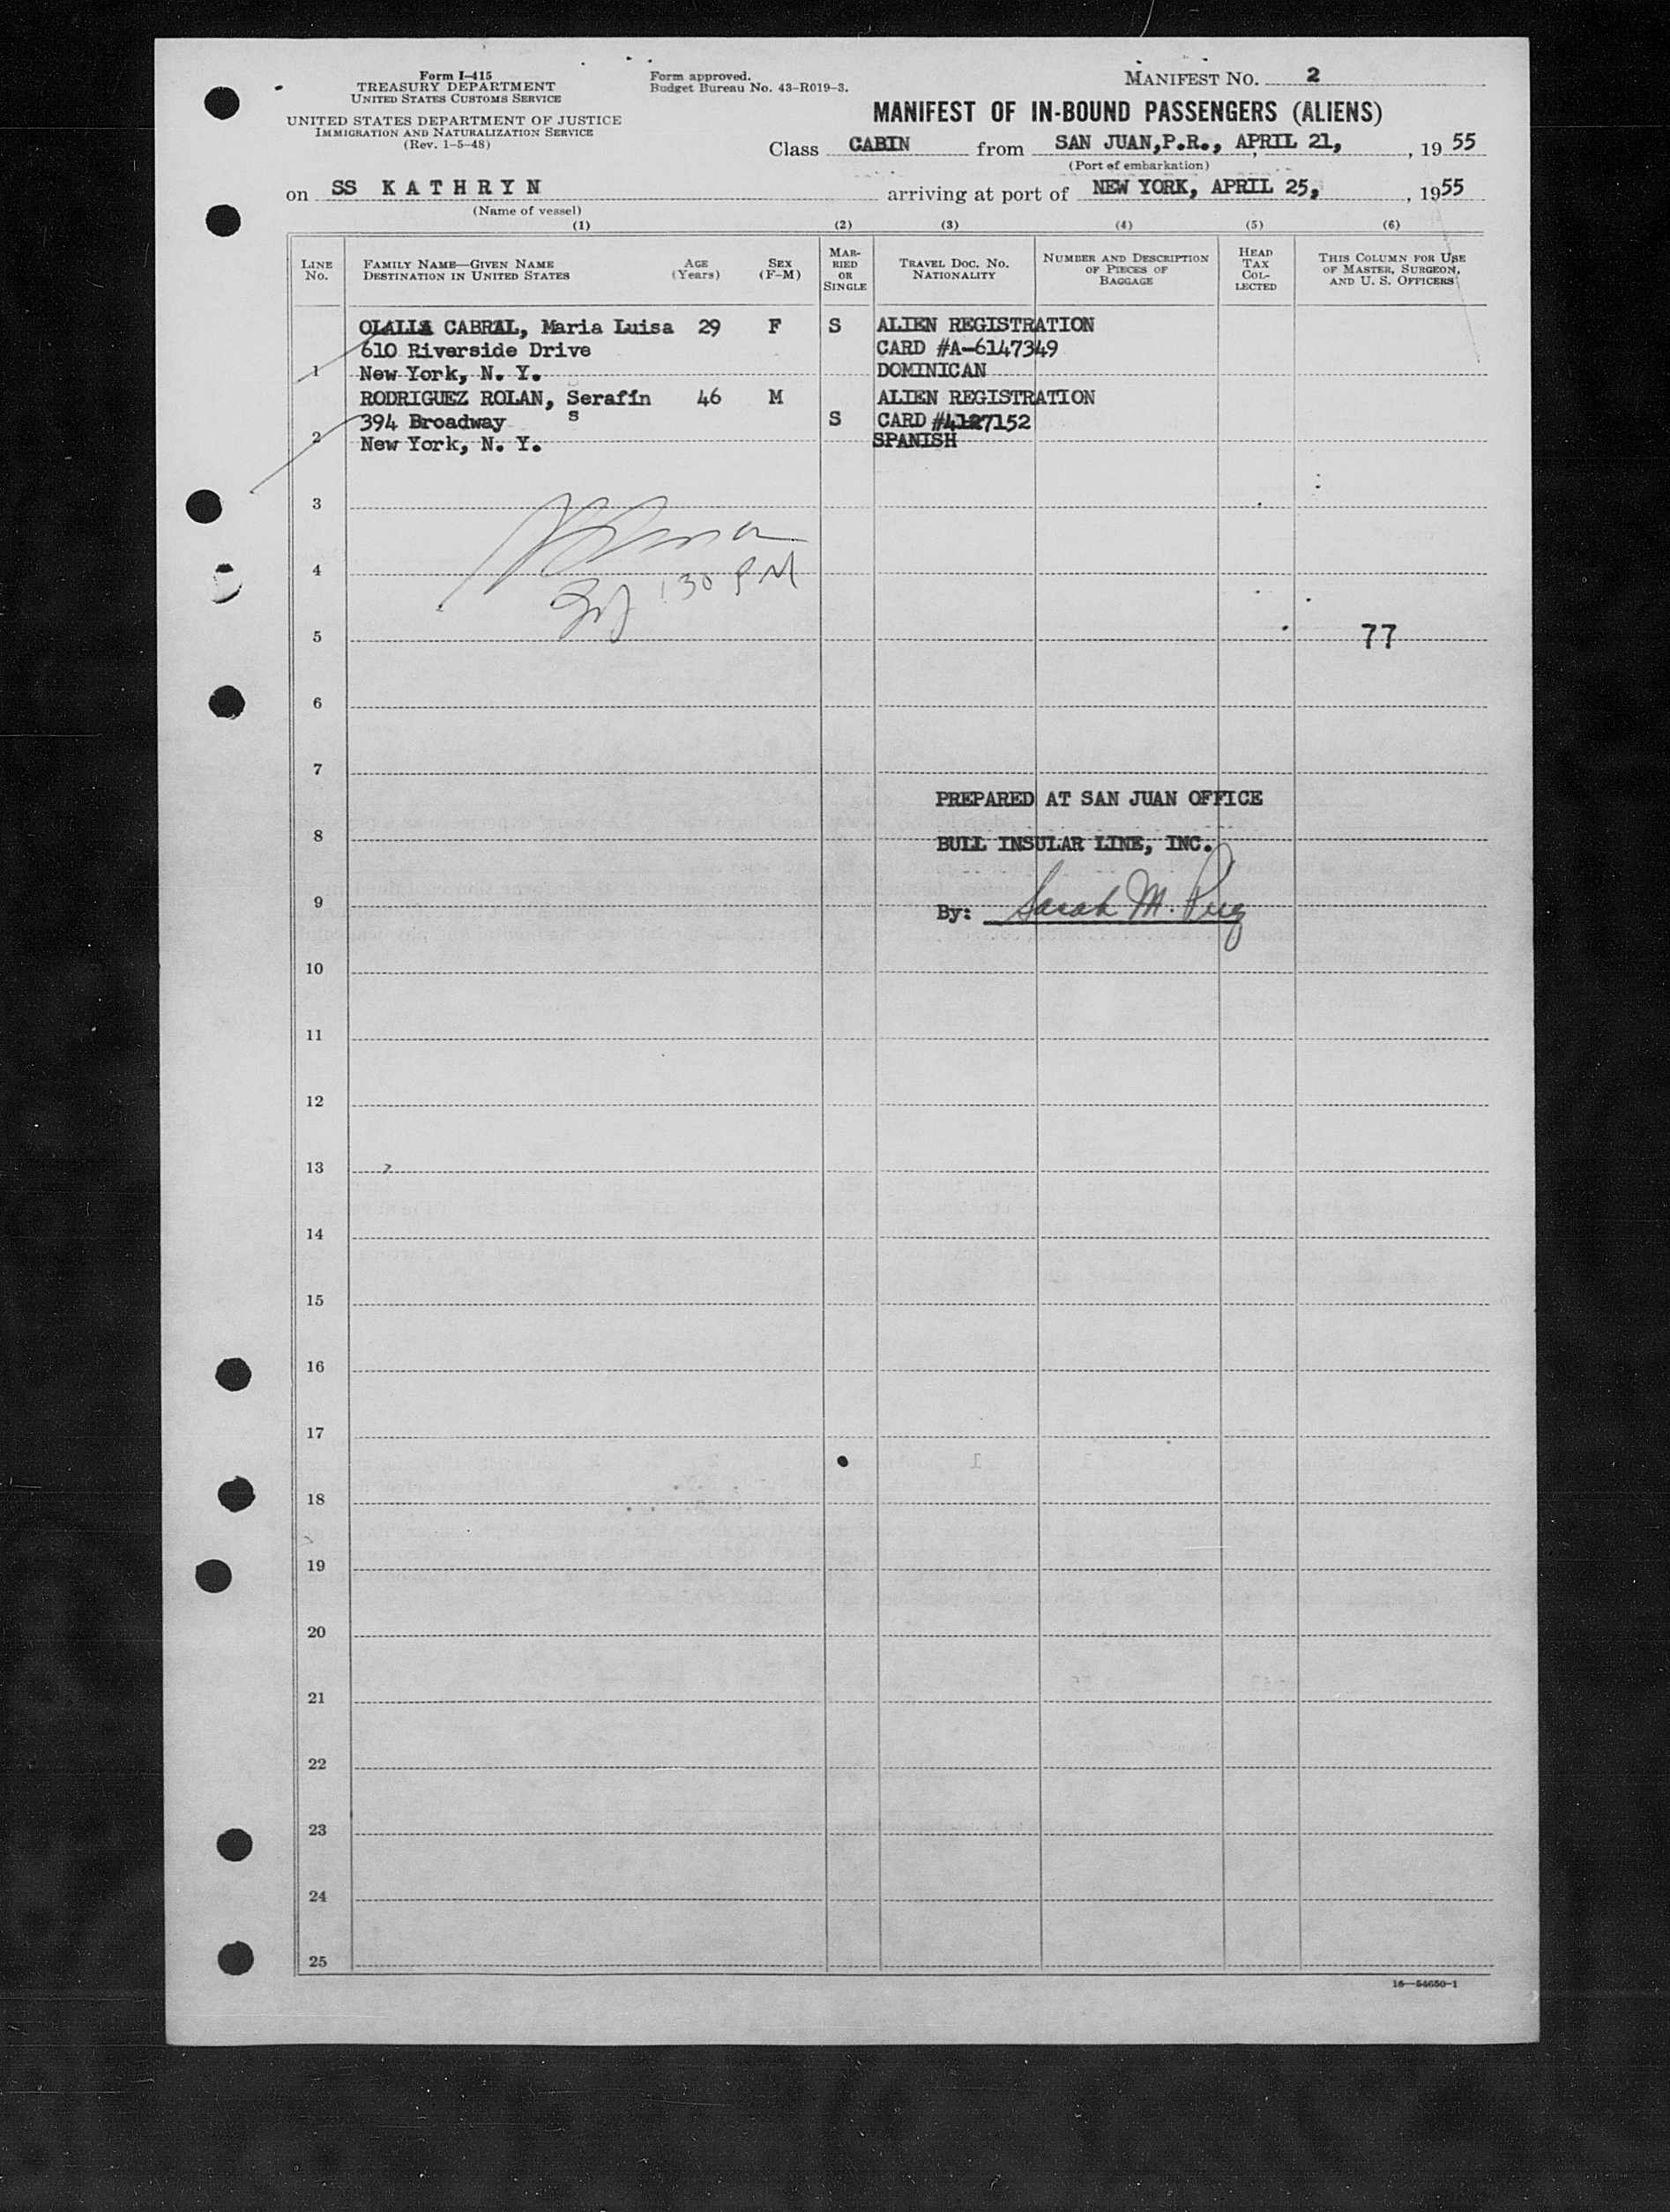 Form I-415
TREASURY DEPARTMENT
UNITED STATES CUSTOMS SERVICE
UNITED STATES DEPARTMENT OF JUSTICE
IMMIGRATION AND NATURALIZATION SERVICE
(Rev. 1-5-48)
Form approved.
Budget Bureau No. 43-R019-3.
MANIFEST NO. 2
MANIFEST OF IN-BOUND PASSENGERS (ALIENS)
Class CABIN from SAN JUAN,P.R., APRIL 21, , 19 55
(Port of embarkation)
on SS KATHRYN arriving at port of NEW YORK, APRIL 25, , 1955
(Name of vessel)
(1) (2) (3) (4) (5) (6)
LINE No. FAMILY NAME—GIVEN NAME DESTINATION IN UNITED STATES AGE (Years) SEX (F-M) MARRIED OR SINGLE TRAVEL DOC. NO. NATIONALITY NUMBER AND DESCRIPTION OF PIECES OF BAGGAGE HEAD TAX COLLECTED THIS COLUMN FOR USE OF MASTER, SURGEON, AND U. S. OFFICERS
OLALLA CABRAL, Maria Luisa 29 F S ALIEN REGISTRATION
610 Riverside Drive CARD #A-6147349
1 New York, N. Y. DOMINICAN
RODRIGUEZ ROLAN, Serafin 46 M ALIEN REGISTRATION
394 Broadway s S CARD #4127152
2 New York, N. Y. SPANISH
3
4
:30 PM
5 77
6
7
PREPARED AT SAN JUAN OFFICE
8
BULL INSULAR LINE, INC.
9
By: Sarah M. Puig
10
11
12
13
14
15
16
17
18
19
20
21
22
23
24
25
16—54650-1